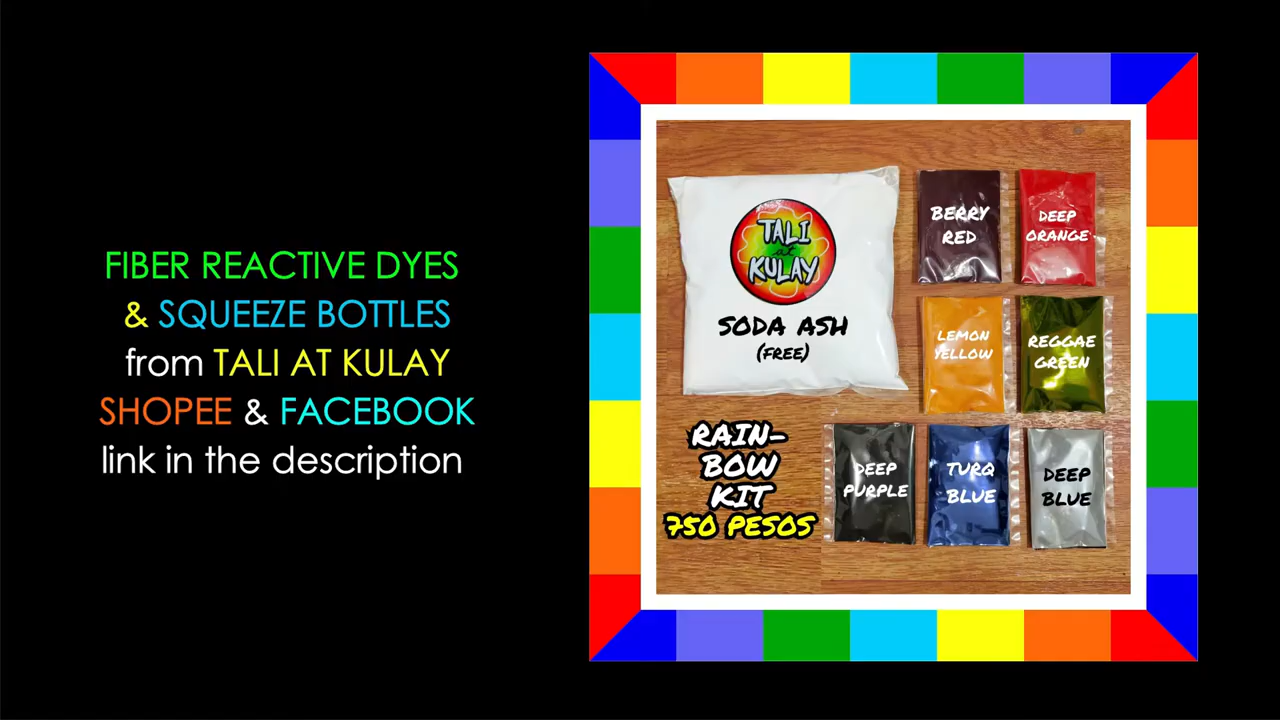 FIBER REACTIVE DYES
& SQUEEZE BOTTLES
from TALI AT KULAY
SHOPEE & FACEBOOK
link in the description
TALI
at
KULAY
SODA ASH
(FREE)
BERRY
RED
DEEP
ORANGE
LEMON
YELLOW
REGGAE
GREEN
DEEP
PURPLE
TURQ
BLUE
DEEP
BLUE
RAIN-
BOW
KIT
750 PESOS